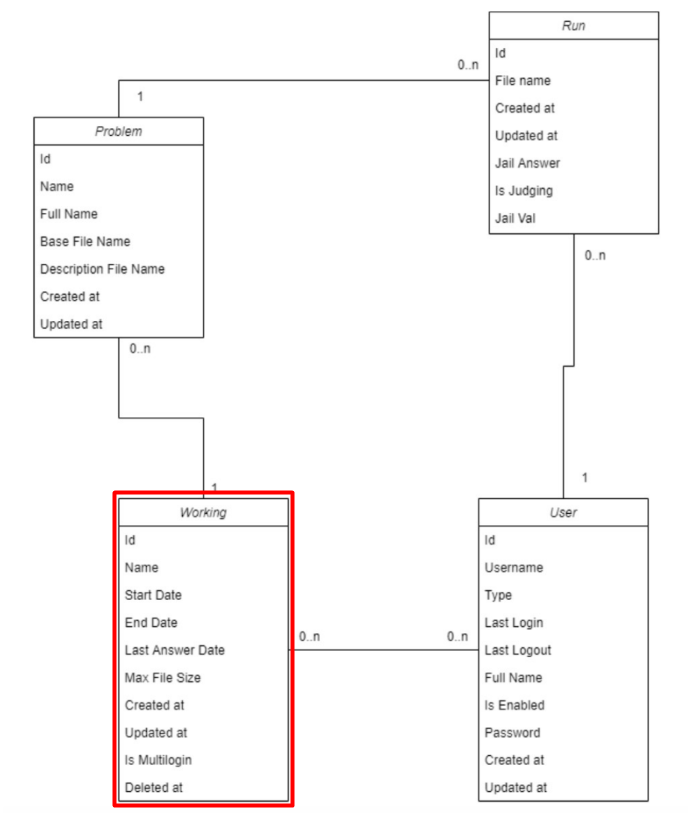 Run
Id
File name
Created at
Updated at
Jail Answer
Is Judging
Jail Val
0..n
1
0..n
Problem
Id
Name
Full Name
Base File Name
Description File Name
Created at
Updated at
0..n
1
1
Working
Id
Name
Start Date
End Date
Last Answer Date
Max File Size
Created at
Updated at
Is Multilogin
Deleted at
0..n
0..n
User
Id
Username
Type
Last Login
Last Logout
Full Name
Is Enabled
Password
Created at
Updated at